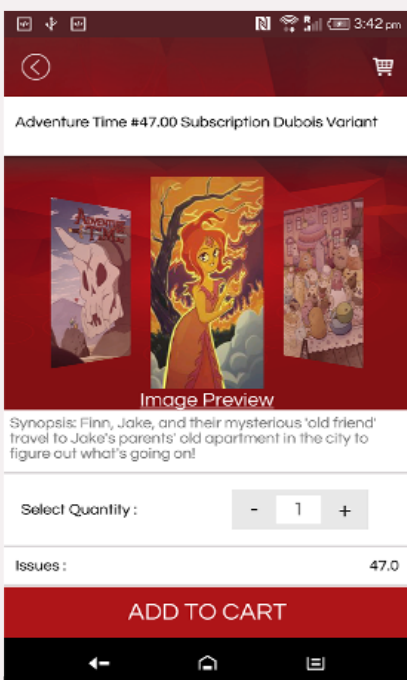 3:42 pm
Adventure Time #47.00 Subscription Dubois Variant
ADVENTURE
TIME
Image Preview
Synopsis: Finn, Jake, and their mysterious 'old friend'
travel to Jake's parents' old apartment in the city to
figure out what's going on!
Select Quantity :
- 1 +
Issues :
47.0
ADD TO CART